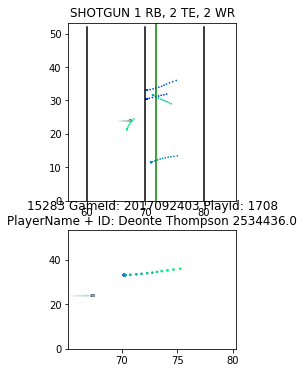 SHOTGUN 1 RB, 2 TE, 2 WR
50
40
30
20
10
0
60 70 80
15283 GameId: 2017092403 PlayId: 1708
PlayerName + ID: Deonte Thompson 2534436.0
40
20
0
70 75 80